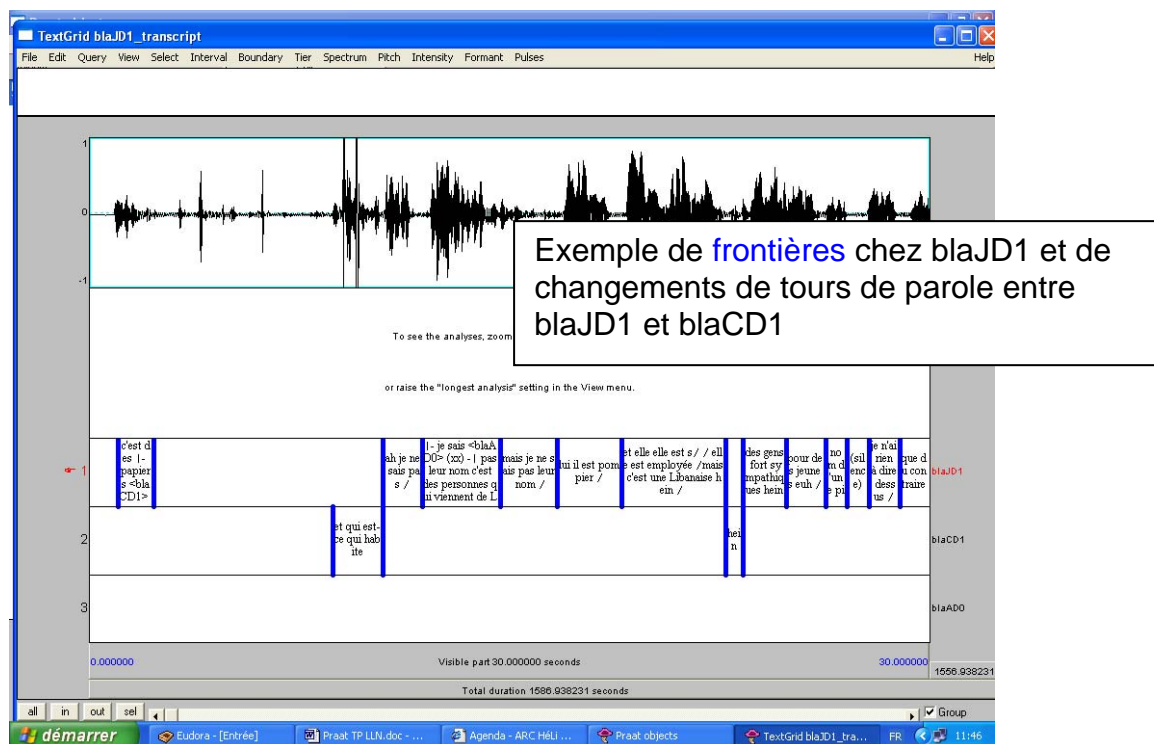 TextGrid blaJD1_transcript
File Edit Query View Select Interval Boundary Tier Spectrum Pitch Intensity Formant Pulses Help
1
0
-1
Exemple de frontières chez blaJD1 et de
changements de tours de parole entre
blaJD1 et blaCD1
To see the analyses, zoom
or raise the "longest analysis" setting in the View menu.
1
c'est d
es |-
papier
s <bla
CD1>
ah je ne
sais pa
s /
|- je sais <blaA
D0> (xx) -| pas
leur nom c'est
des personnes q
ui viennent de L
mais je ne s
ais pas leur
nom /
lui il est pom
pier /
et elle elle est s/ / ell
e est employée /mais
c'est une Libanaise h
ein /
des gens
fort sy
mpathiq
ues hein
pour de
s jeune
s euh /
no
m d
'un
e pi
(sil
enc
e)
je n'ai
rien
à dire
dess
us /
que d
u con
traire
blaJD1
2
et qui est-
ce qui hab
ite
hei
n
blaCD1
3
blaAD0
0.000000 Visible part 30.000000 seconds 30.000000
1556.938231
Total duration 1586.938231 seconds
all in out sel Group
démarrer Eudora - [Entrée] Praat TP LLN.doc - ... Agenda - ARC HéLi ... Praat objects TextGrid blaJD1_tra... FR 11:46